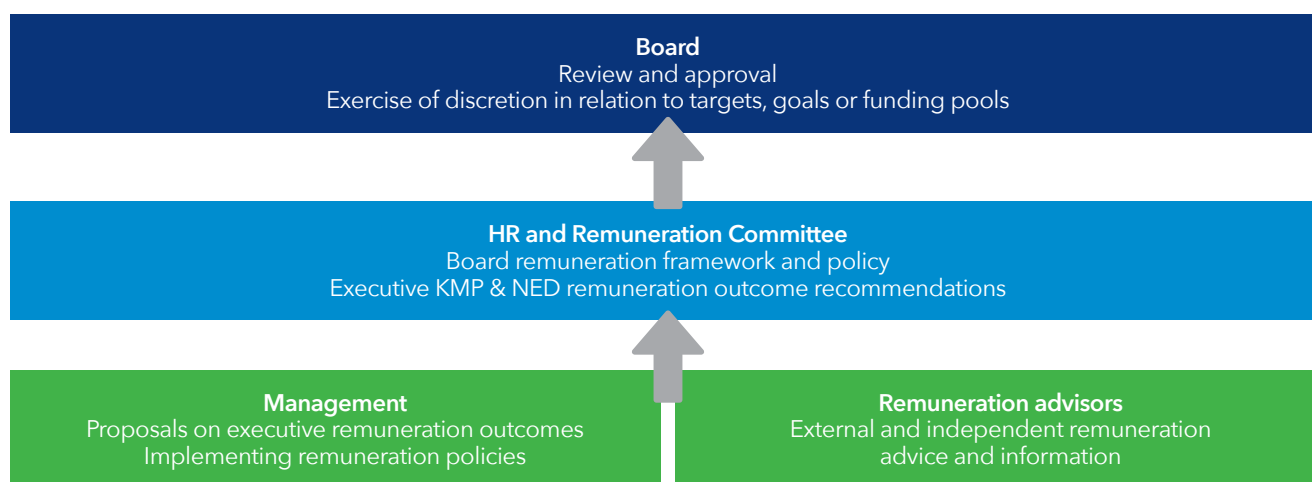 Board
Review and approval
Exercise of discretion in relation to targets, goals or funding pools
HR and Remuneration Committee
Board remuneration framework and policy
Executive KMP & NED remuneration outcome recommendations
Management
Proposals on executive remuneration outcomes
Implementing remuneration policies
Remuneration advisors
External and independent remuneration
advice and information